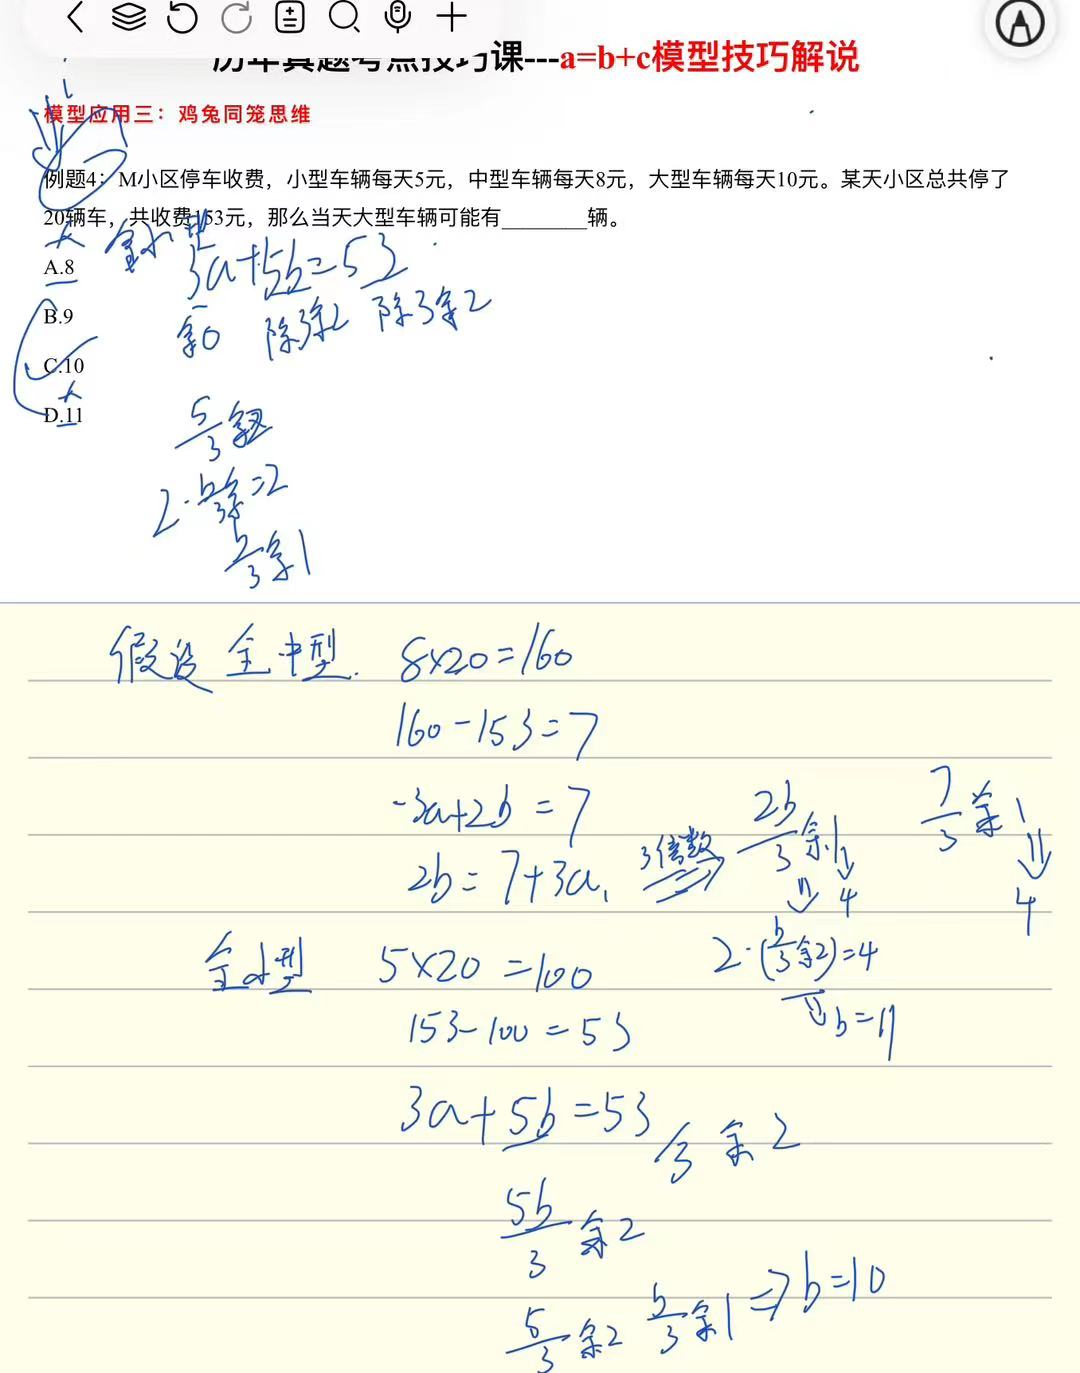 历年真题考点技巧课---a=b+c模型技巧解说
模型应用三：鸡兔同笼思维
例题4：M小区停车收费，小型车辆每天5元，中型车辆每天8元，大型车辆每天10元。某天小区总共停了
20辆车，共收费153元，那么当天大型车辆可能有________辆。
A.8
B.9
C.10
D.11
全小型
3a+5b=53
余0 除3余2 除3余2
5/3余2
2·b/3余=2
b/3余1
假设 全中型. 8×20=160
160-153=7
-3a+2b=7
2b=7+3a, 3倍数
2b/3余1 4
7/3余1 4
2·(b/3余2)=4
b=11
全小型 5×20=100
153-100=53
3a+5b=53
3余2
5b/3余2
5/3余2 b/3余1 ⇒ b=10